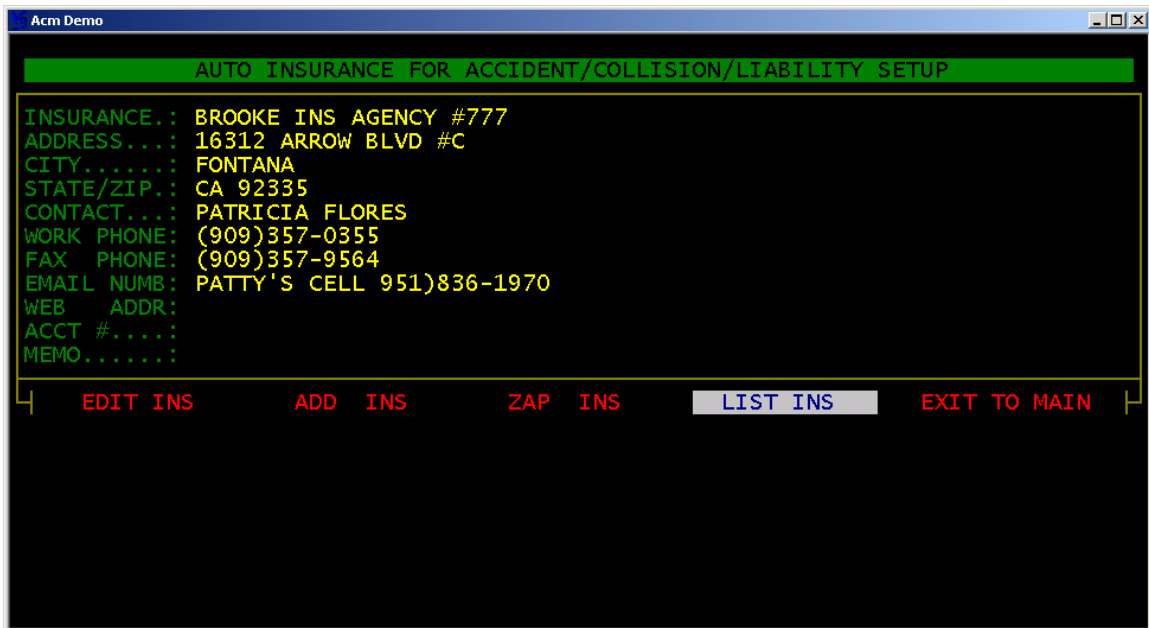 Acm Demo
AUTO INSURANCE FOR ACCIDENT/COLLISION/LIABILITY SETUP
INSURANCE.: BROOKE INS AGENCY #777
ADDRESS...: 16312 ARROW BLVD #C
CITY......: FONTANA
STATE/ZIP.: CA 92335
CONTACT...: PATRICIA FLORES
WORK PHONE: (909)357-0355
FAX  PHONE: (909)357-9564
EMAIL NUMB: PATTY'S CELL 951)836-1970
WEB   ADDR:
ACCT #....:
MEMO......:
EDIT INS ADD  INS ZAP  INS LIST INS EXIT TO MAIN